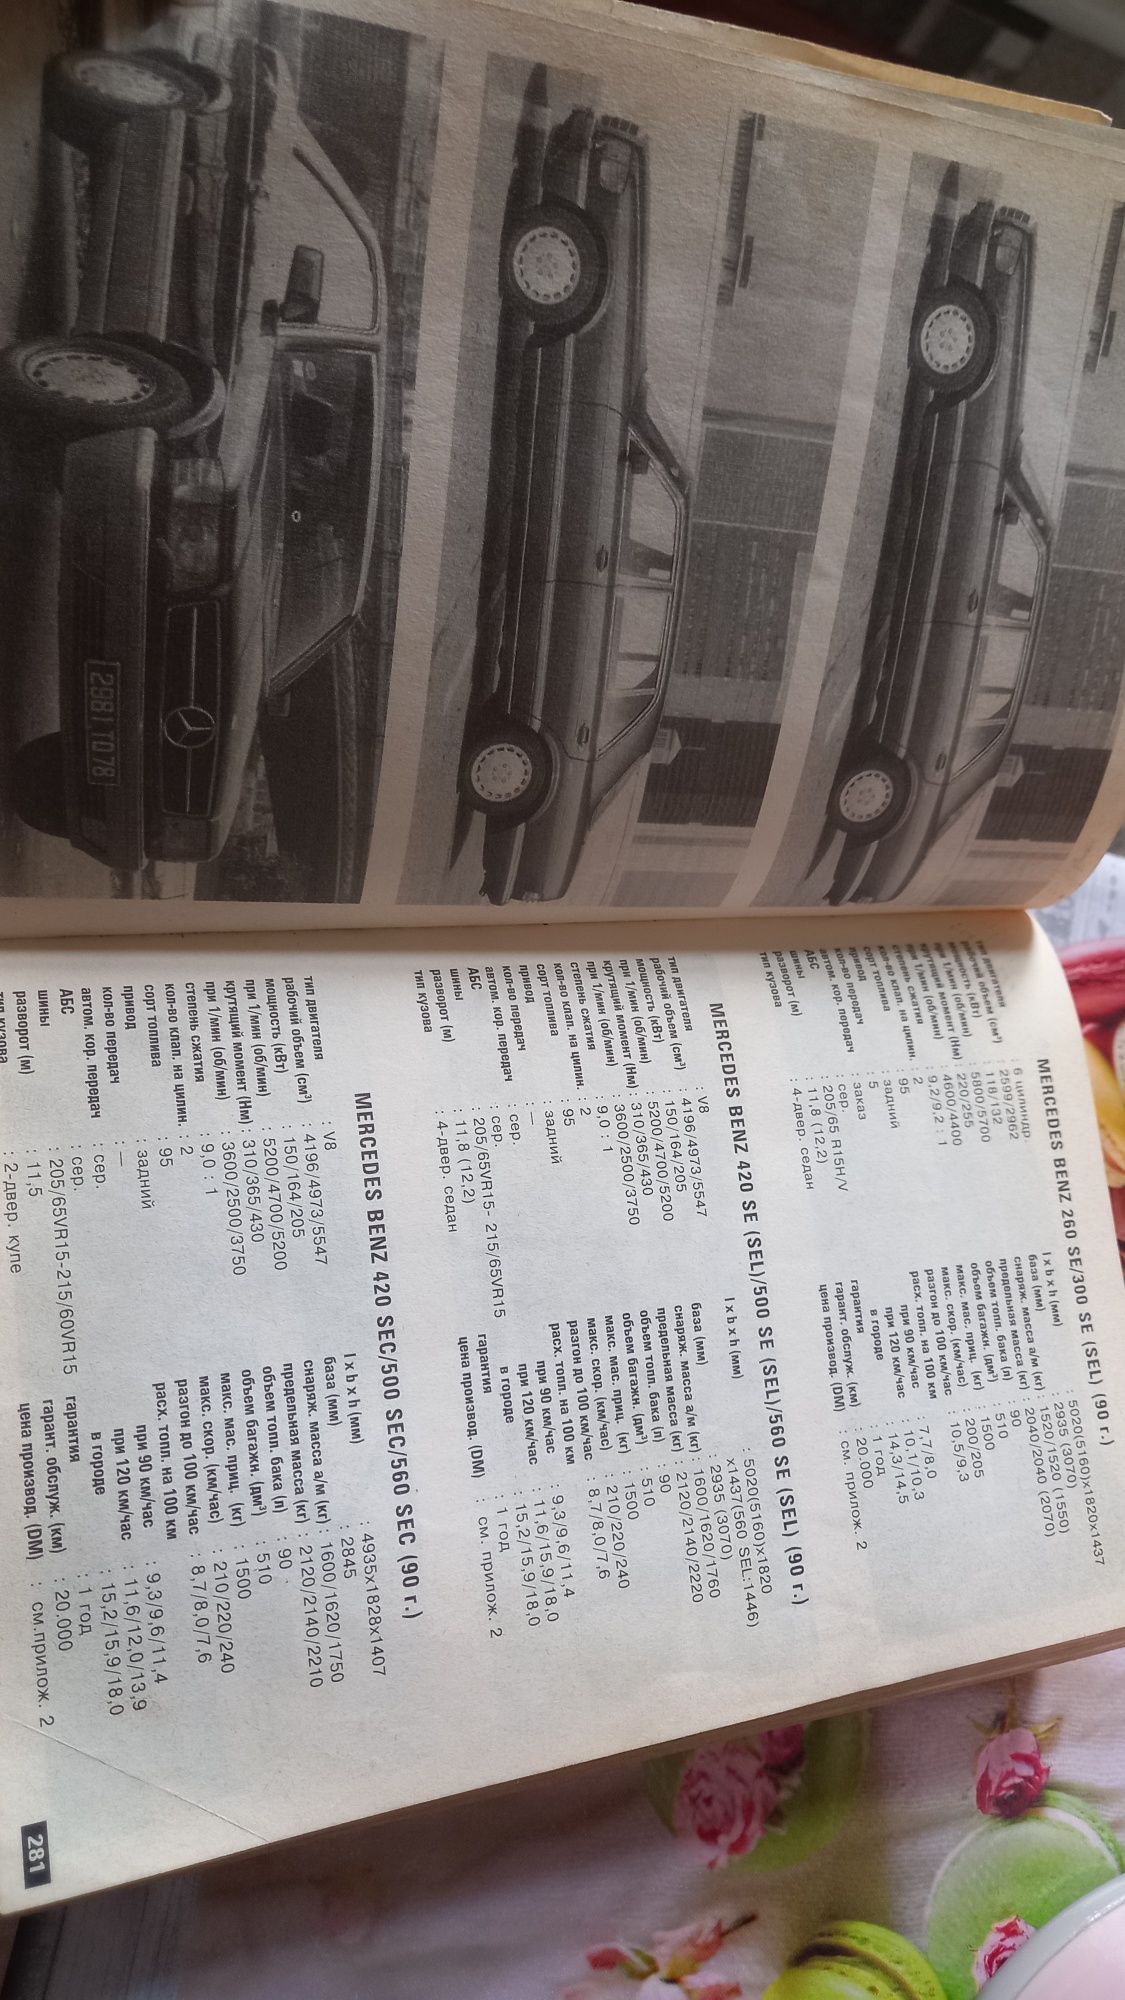 2981 TO 78
MERCEDES BENZ 260 SE/300 SE (SEL) (90 г.)
тип двигателя : 6 цилиндр.
рабочий объем (см³) : 2599/2962
мощность (кВт) : 118/132
при 1/мин (об/мин) : 5800/5700
крутящий момент (Нм) : 220/255
при 1/мин (об/мин) : 4600/4400
степень сжатия : 9,2/9,2 : 1
кол-во клап. на цилин. : 2
сорт топлива : 95
привод : задний
кол-во передач : 5
автом. кор. передач : заказ
АБС : сер.
шины : 205/65 R15H/V
разворот (м) : 11,8 (12,2)
тип кузова : 4-двер. седан
l x b x h (мм) : 5020(5160)x1820x1437
база (мм) : 2935 (3070)
снаряж. масса а/м (кг) : 1520/1520 (1550)
предельная масса (кг) : 2040/2040 (2070)
объем топл. бака (л) : 90
объем багажн. (дм³) : 510
макс. мас. приц. (кг) : 1500
макс. скор. (км/час) : 200/205
разгон до 100 км/час : 10,5/9,3
расх. топл. на 100 км
при 90 км/час : 7,7/8,0
при 120 км/час : 10,1/10,3
в городе : 14,3/14,5
гарантия : 1 год
гарант. обслуж. (км) : 20.000
цена производ. (DM) : см. прилож. 2
MERCEDES BENZ 420 SE (SEL)/500 SE (SEL)/560 SE (SEL) (90 г.)
тип двигателя : V8
рабочий объем (см³) : 4196/4973/5547
мощность (кВт) : 150/164/205
при 1/мин (об/мин) : 5200/4700/5200
крутящий момент (Нм) : 310/365/430
при 1/мин (об/мин) : 3600/2500/3750
степень сжатия : 9,0 : 1
кол-во клап. на цилин. : 2
сорт топлива : 95
привод : задний
кол-во передач : —
автом. кор. передач : сер.
АБС : сер.
шины : 205/65VR15- 215/65VR15
разворот (м) : 11,8 (12,2)
тип кузова : 4-двер. седан
l x b x h (мм) : 5020(5160)x1820
x1437(560 SEL:1446)
база (мм) : 2935 (3070)
снаряж. масса а/м (кг) : 1600/1620/1760
предельная масса (кг) : 2120/2140/2220
объем топл. бака (л) : 90
объем багажн. (дм³) : 510
макс. мас. приц. (кг) : 1500
макс. скор. (км/час) : 210/220/240
разгон до 100 км/час : 8,7/8,0/7,6
расх. топл. на 100 км
при 90 км/час : 9,3/9,6/11,4
при 120 км/час : 11,6/15,9/18,0
в городе : 15,2/15,9/18,0
гарантия : 1 год
цена производ. (DM) : см. прилож. 2
MERCEDES BENZ 420 SEC/500 SEC/560 SEC (90 г.)
тип двигателя : V8
рабочий объем (см³) : 4196/4973/5547
мощность (кВт) : 150/164/205
при 1/мин (об/мин) : 5200/4700/5200
крутящий момент (Нм) : 310/365/430
при 1/мин (об/мин) : 3600/2500/3750
степень сжатия : 9,0 : 1
кол-во клап. на цилин. : 2
сорт топлива : 95
привод : задний
кол-во передач : —
автом. кор. передач : сер.
АБС : сер.
шины : 205/65VR15-215/60VR15
разворот (м) : 11,5
тип кузова : 2-двер. купе
l x b x h (мм) : 4935x1828x1407
база (мм) : 2845
снаряж. масса а/м (кг) : 1600/1620/1750
предельная масса (кг) : 2120/2140/2210
объем топл. бака (л) : 90
объем багажн. (дм³) : 510
макс. мас. приц. (кг) : 1500
макс. скор. (км/час) : 210/220/240
разгон до 100 км/час : 8,7/8,0/7,6
расх. топл. на 100 км
при 90 км/час : 9,3/9,6/11,4
при 120 км/час : 11,6/12,0/13,9
в городе : 15,2/15,9/18,0
гарантия : 1 год
гарант. обслуж. (км) : 20.000
цена производ. (DM) : см.прилож. 2
281